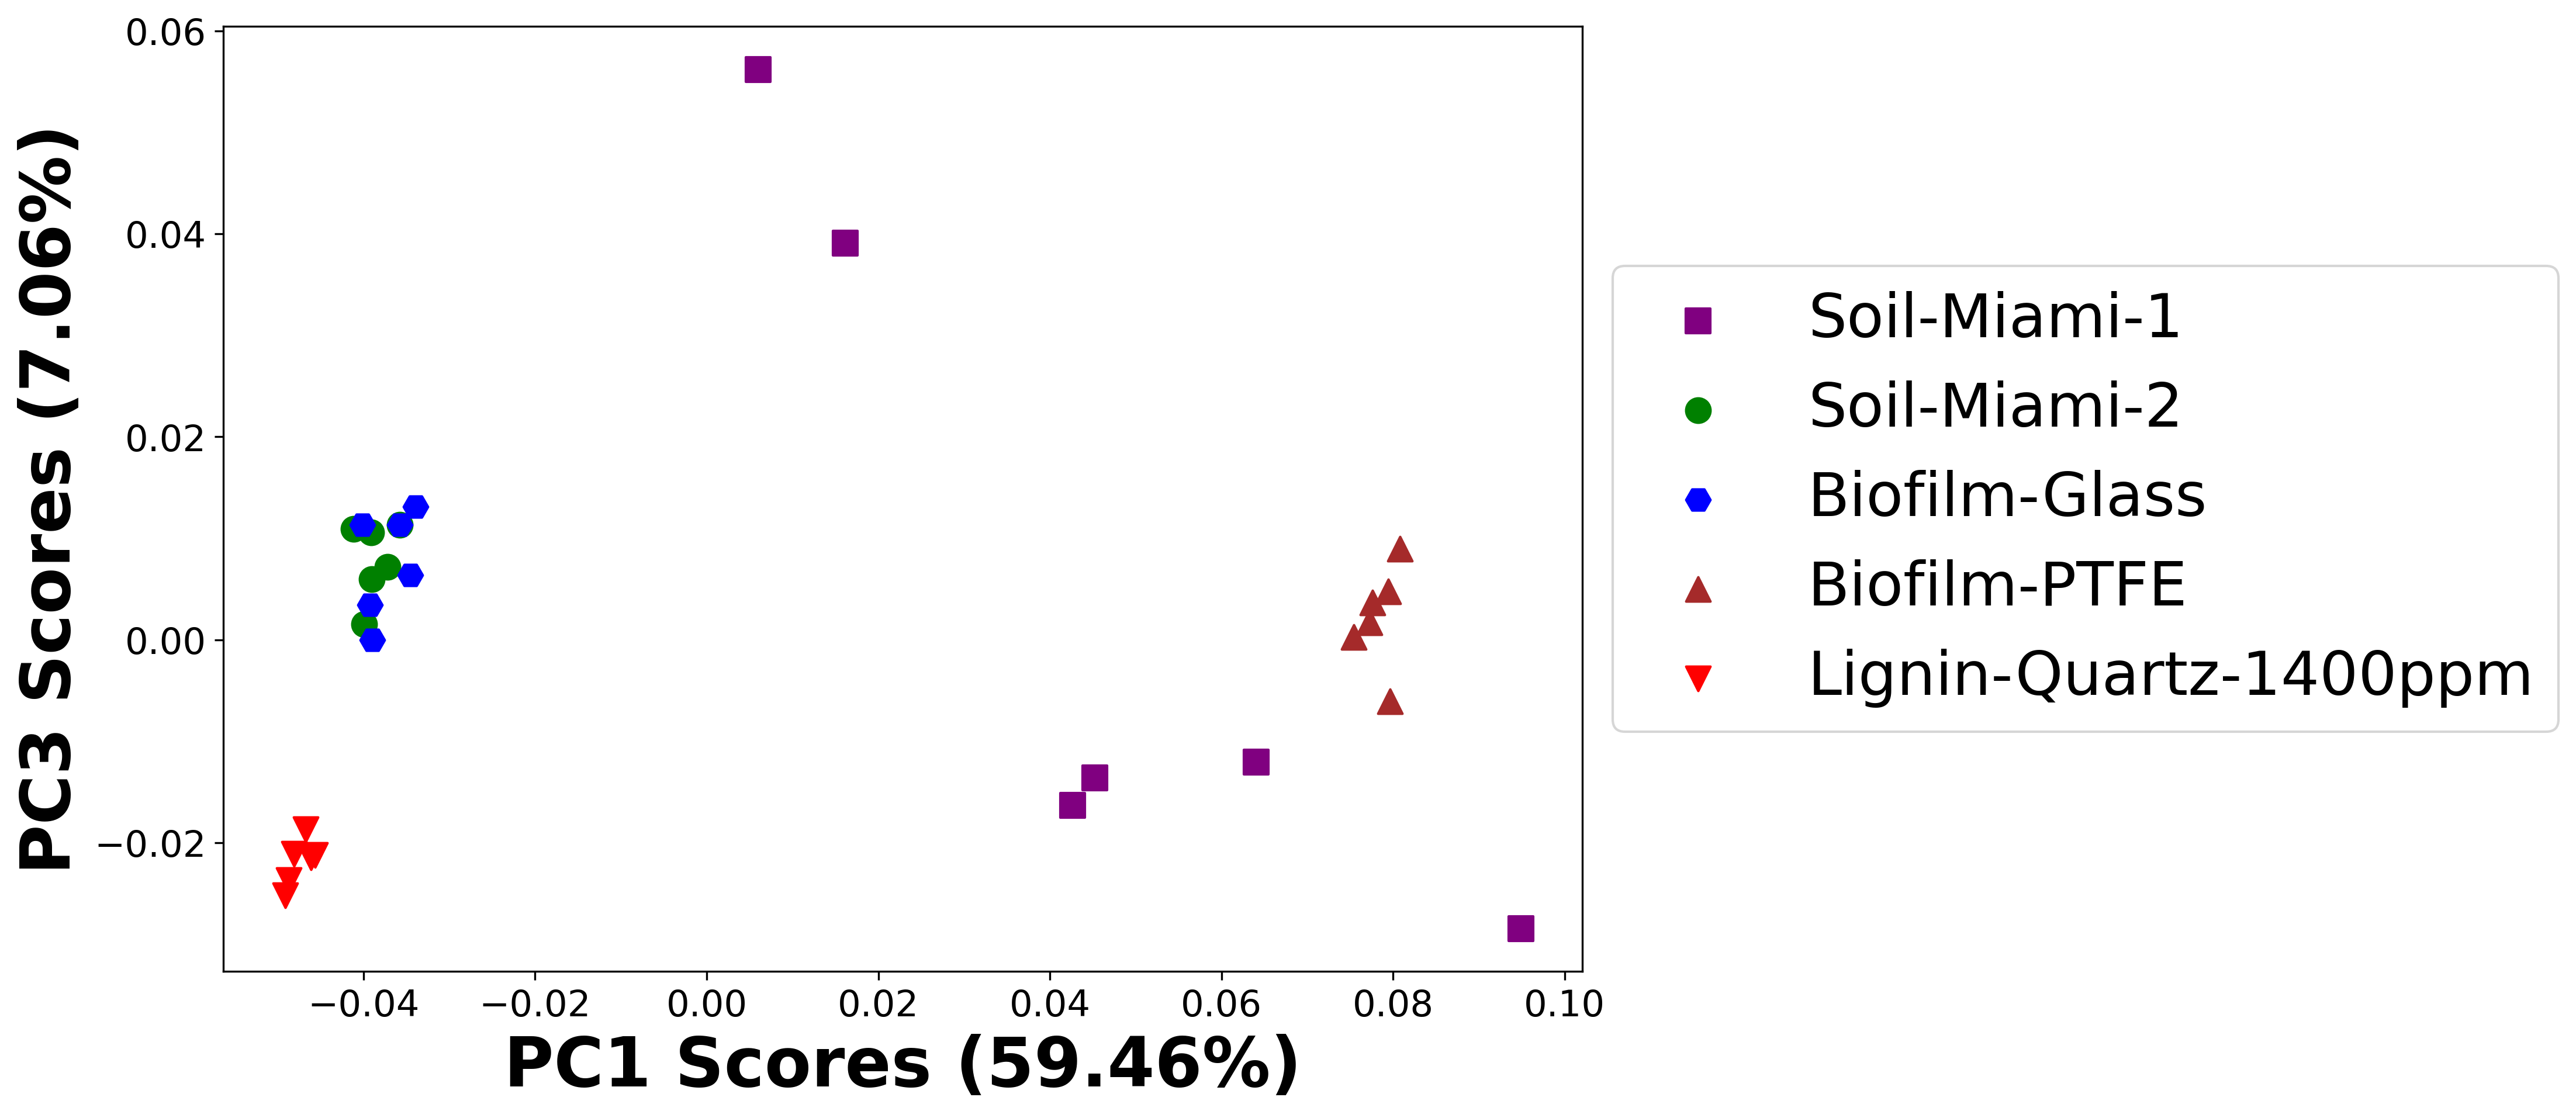 0.06
0.04
0.02
0.00
−0.02
PC3 Scores (7.06%)
−0.04
−0.02
0.00
0.02
0.04
0.06
0.08
0.10
PC1 Scores (59.46%)
Soil-Miami-1
Soil-Miami-2
Biofilm-Glass
Biofilm-PTFE
Lignin-Quartz-1400ppm